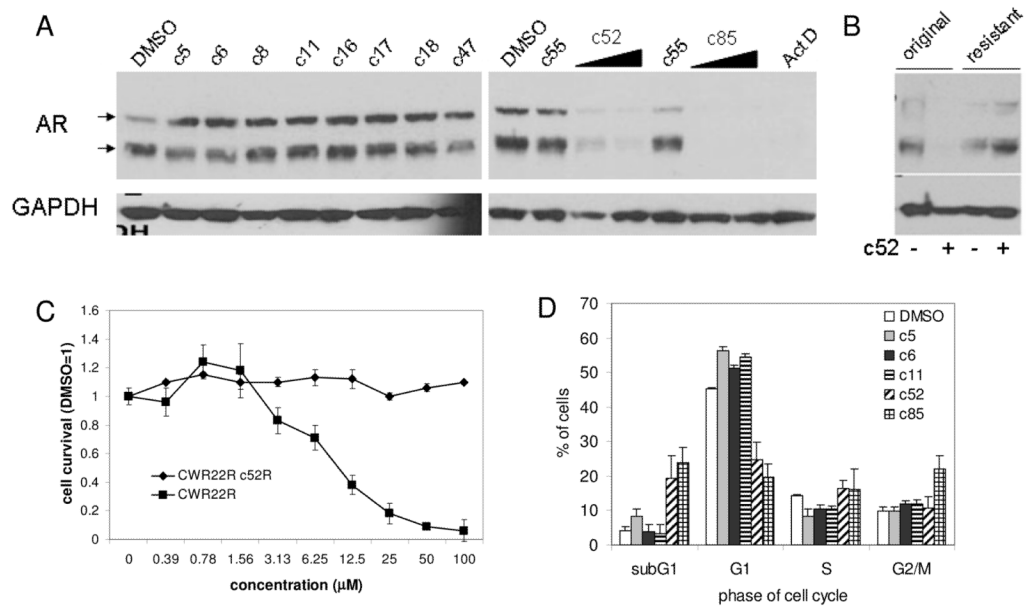 A
DMSO c5 c6 c8 c11 c16 c17 c18 c47 DMSO c55 c52 c55 c85 Act D
AR
GAPDH
DH
B
original resistant
c52 - + - +
C
cell curvival (DMSO=1)
1.6
1.4
1.2
1
0.8
0.6
0.4
0.2
0
CWR22R c52R
CWR22R
0 0.39 0.78 1.56 3.13 6.25 12.5 25 50 100
concentration (μM)
D
% of cells
70
60
50
40
30
20
10
0
DMSO
c5
c6
c11
c52
c85
subG1 G1 S G2/M
phase of cell cycle